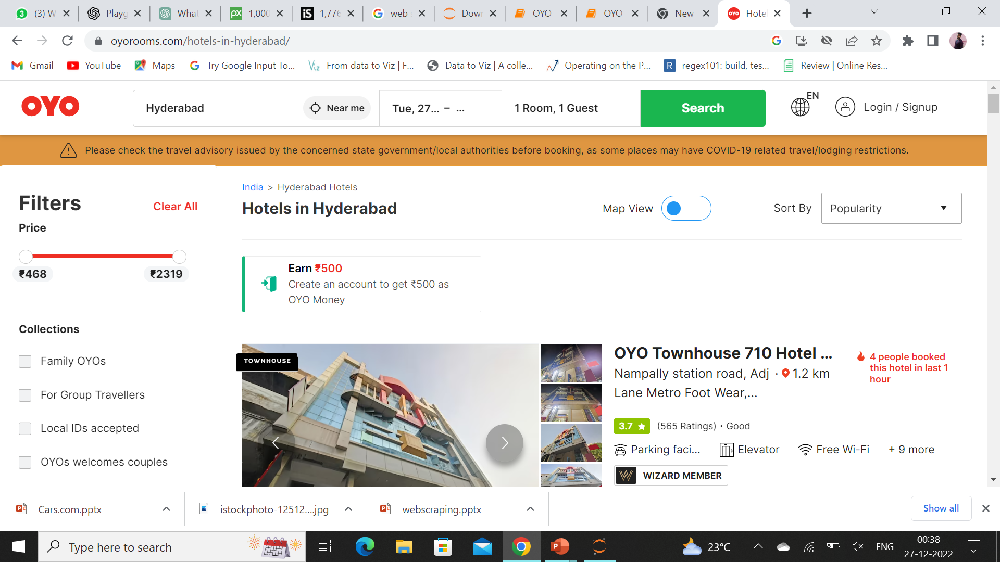 (3) W
Playg
What
1,000
1,776
web s
Down
OYO_
OYO_
New
Hotel
oyorooms.com/hotels-in-hyderabad/
Gmail
YouTube
Maps
Try Google Input To...
From data to Viz | F...
Data to Viz | A colle...
Operating on the P...
regex101: build, tes...
Review | Online Res...
OYO
Hyderabad
Near me
Tue, 27... – ...
1 Room, 1 Guest
Search
EN
Login / Signup
Please check the travel advisory issued by the concerned state government/local authorities before booking, as some places may have COVID-19 related travel/lodging restrictions.
Filters
Clear All
Price
₹468
₹2319
Collections
Family OYOs
For Group Travellers
Local IDs accepted
OYOs welcomes couples
India > Hyderabad Hotels
Hotels in Hyderabad
Map View
Sort By
Popularity
Earn ₹500
Create an account to get ₹500 as
OYO Money
TOWNHOUSE
OYO Townhouse 710 Hotel ...
Nampally station road, Adj · 1.2 km
Lane Metro Foot Wear,...
4 people booked
this hotel in last 1
hour
3.7 ★ (565 Ratings) · Good
Parking faci...
Elevator
Free Wi-Fi
+ 9 more
W WIZARD MEMBER
Cars.com.pptx
istockphoto-12512....jpg
webscraping.pptx
Show all
Type here to search
23°C
ENG
00:38
27-12-2022